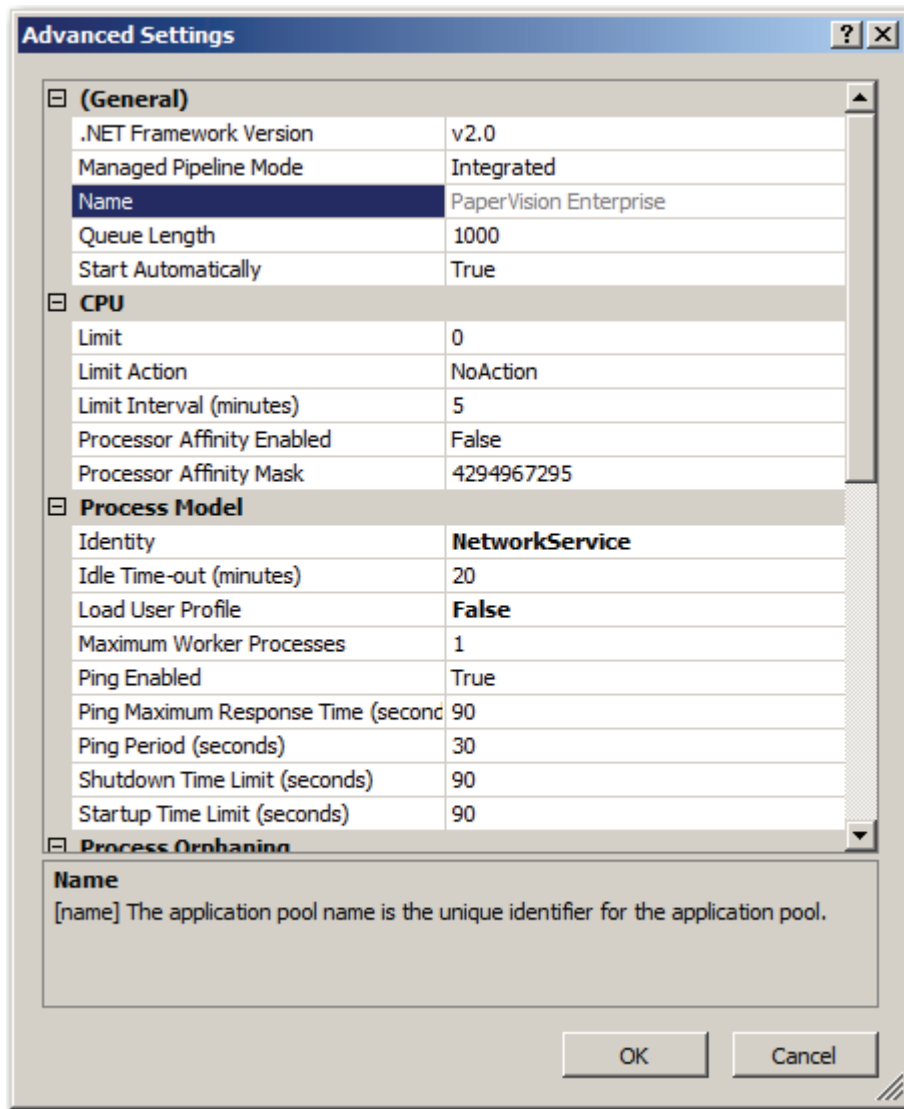 Advanced Settings
(General)
.NET Framework Version v2.0
Managed Pipeline Mode Integrated
Name PaperVision Enterprise
Queue Length 1000
Start Automatically True
CPU
Limit 0
Limit Action NoAction
Limit Interval (minutes) 5
Processor Affinity Enabled False
Processor Affinity Mask 4294967295
Process Model
Identity NetworkService
Idle Time-out (minutes) 20
Load User Profile False
Maximum Worker Processes 1
Ping Enabled True
Ping Maximum Response Time (second 90
Ping Period (seconds) 30
Shutdown Time Limit (seconds) 90
Startup Time Limit (seconds) 90
Process Orphaning
Name
[name] The application pool name is the unique identifier for the application pool.
OK Cancel